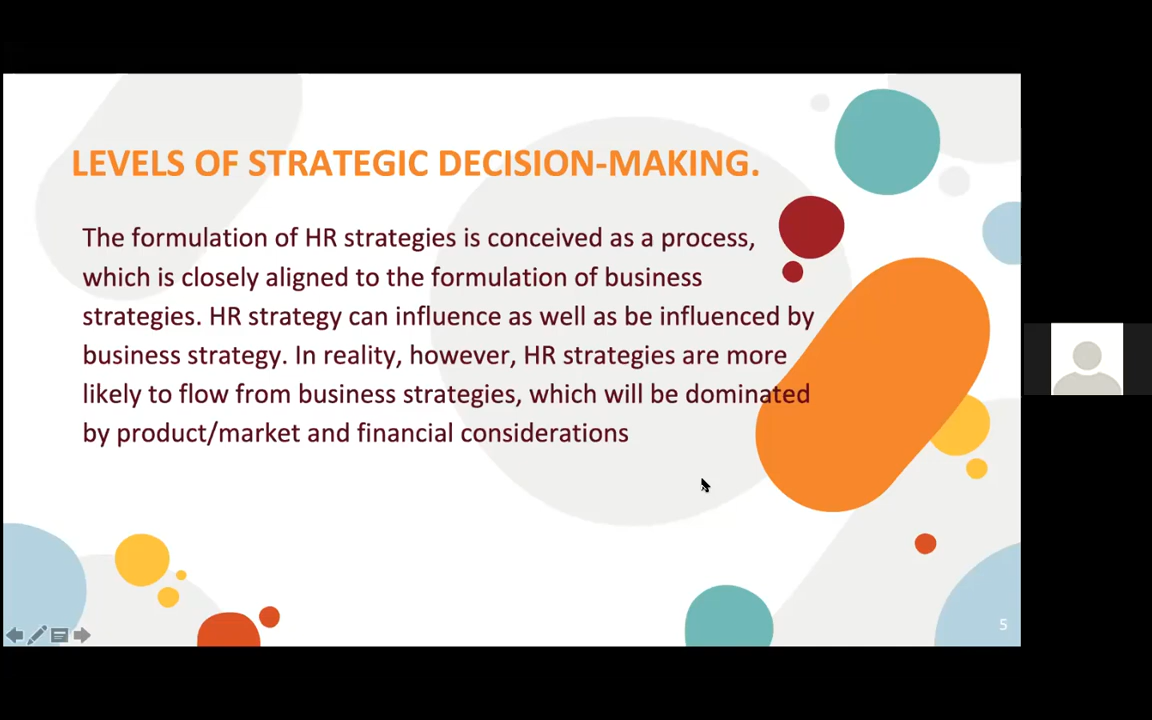 LEVELS OF STRATEGIC DECISION-MAKING.
The formulation of HR strategies is conceived as a process,
which is closely aligned to the formulation of business
strategies. HR strategy can influence as well as be influenced by
business strategy. In reality, however, HR strategies are more
likely to flow from business strategies, which will be dominated
by product/market and financial considerations
5